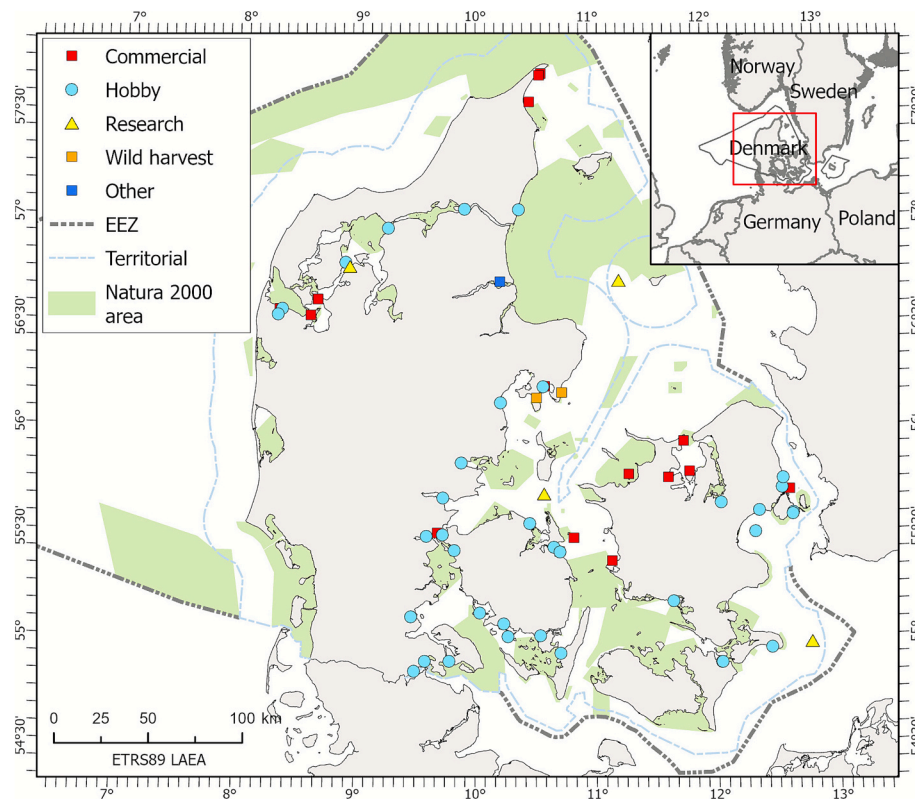 7°
9°
10°
11°
12°
13°
Commercial
Hobby
Research
Wild harvest
Other
EEZ
Territorial
Natura 2000
area
Norway
Sweden
Denmark
Germany
Poland
57°30'
57°
56°30'
56°
55°30'
55°
54°30'
0 25 50 100 km
ETRS89 LAEA
7°
8°
9°
10°
11°
12°
13°